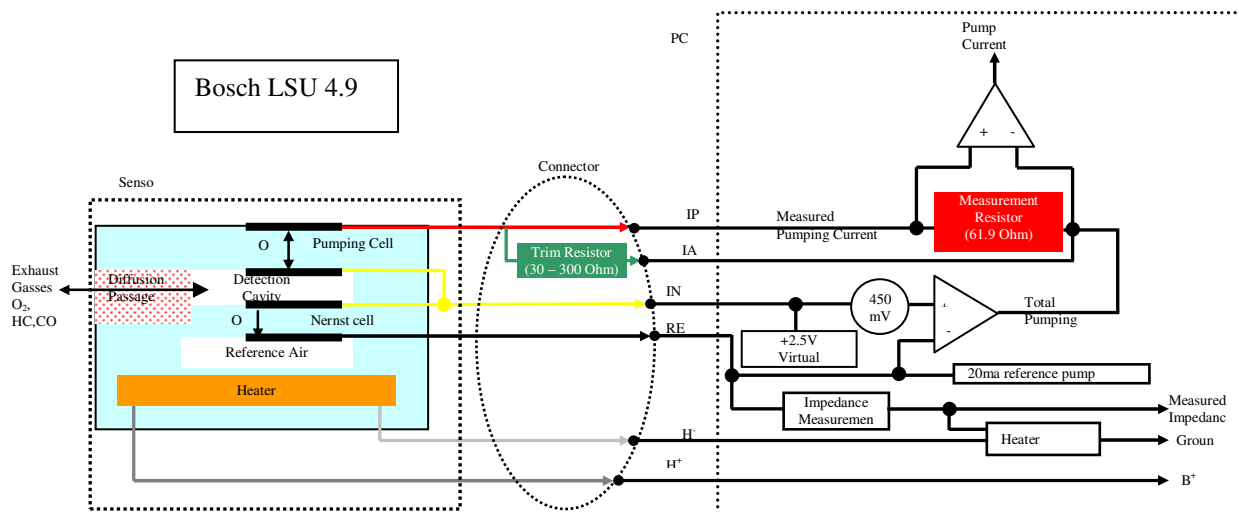 Bosch LSU 4.9
PC
Pump
Current
+ -
Connector
Senso
IP
Measured
Pumping Current
Measurement
Resistor
(61.9 Ohm)
O
Pumping Cell
Trim Resistor
(30 – 300 Ohm)
IA
Exhaust
Gasses
O2,
HC,CO
Diffusion
Passage
Detection
Cavity
IN
450
mV
+
-
Total
Pumping
O
Nernst cell
RE
+2.5V
Virtual
Reference Air
20ma reference pump
Heater
Impedance
Measuremen
Measured
Impedanc
H-
Heater
Groun
H+
B+